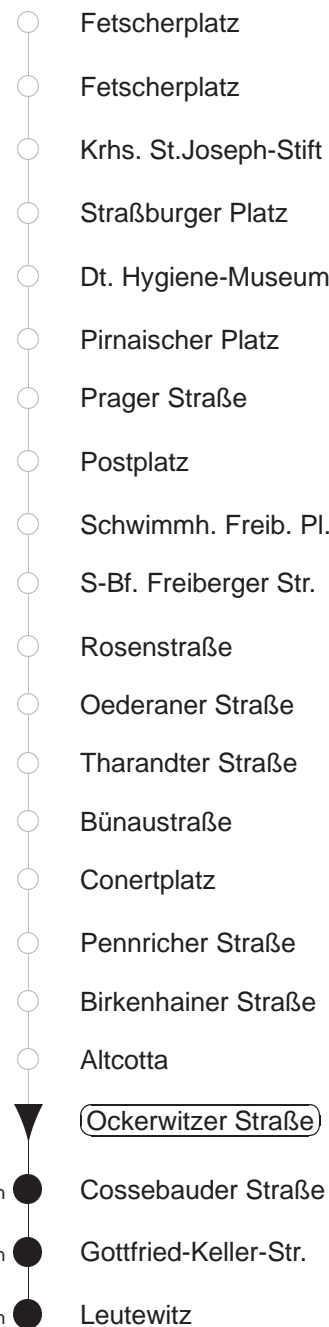 Fetscherplatz
Fetscherplatz
Krhs. St.Joseph-Stift
Straßburger Platz
Dt. Hygiene-Museum
Pirnaischer Platz
Prager Straße
Postplatz
Schwimmh. Freib. Pl.
S-Bf. Freiberger Str.
Rosenstraße
Oederaner Straße
Tharandter Straße
Bünaustraße
Conertplatz
Pennricher Straße
Birkenhainer Straße
Altcotta
Ockerwitzer Straße
Cossebauder Straße
Gottfried-Keller-Str.
Leutewitz